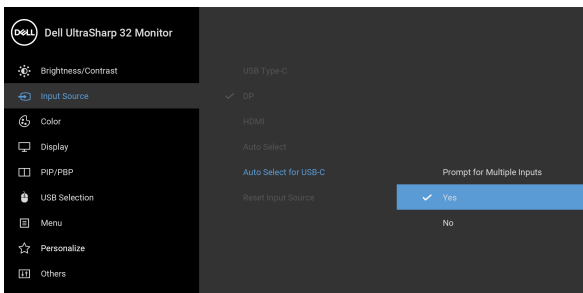 DELL Dell UltraSharp 32 Monitor
Brightness/Contrast
Input Source
Color
Display
PIP/PBP
USB Selection
Menu
Personalize
Others
USB Type-C
DP
HDMI
Auto Select
Auto Select for USB-C
Reset Input Source
Prompt for Multiple Inputs
Yes
No